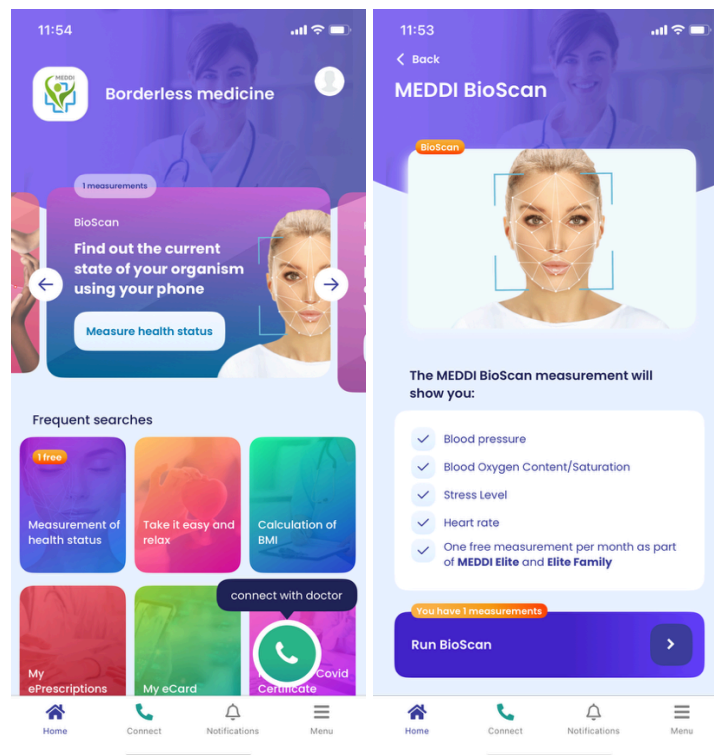 11:54
MEDDI
Borderless medicine
1 measurements
BioScan
Find out the current
state of your organism
using your phone
Measure health status
Frequent searches
1 free
Measurement of
health status
Take it easy and
relax
Calculation of
BMI
connect with doctor
My
ePrescriptions
My eCard
Covid
Certificate
Home
Connect
Notifications
Menu
11:53
Back
MEDDI BioScan
BioScan
The MEDDI BioScan measurement will
show you:
Blood pressure
Blood Oxygen Content/Saturation
Stress Level
Heart rate
One free measurement per month as part
of MEDDI Elite and Elite Family
You have 1 measurements
Run BioScan
Home
Connect
Notifications
Menu